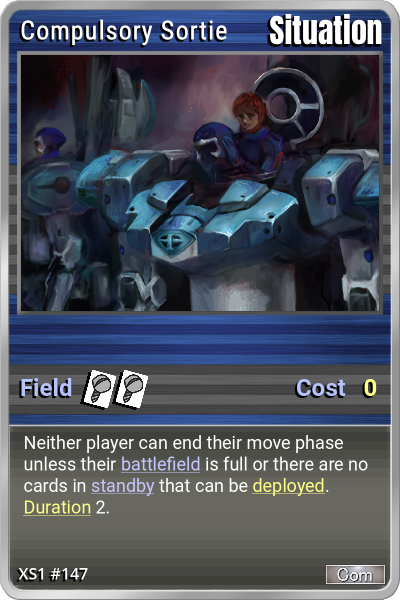 Compulsory Sortie
Situation
Field
Cost 0
Neither player can end their move phase
unless their battlefield is full or there are no
cards in standby that can be deployed.
Duration 2.
XS1 #147
Com